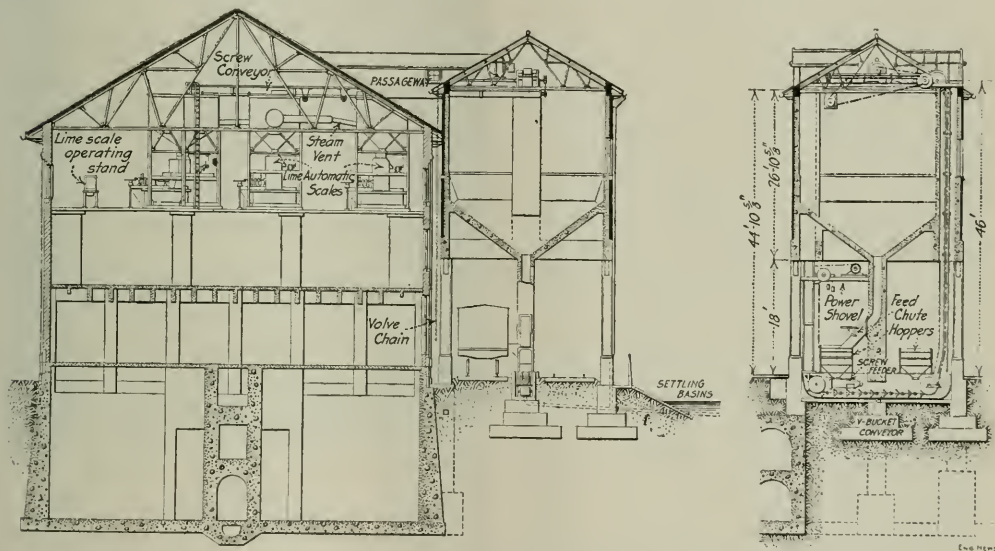 Screw
Conveyor
PASSAGEWAY
Lime scale
operating
stand
Steam
Vent
Lime Automatic
Scales
Valve
Chain
SETTLING
BASINS
44'-10 5/8"
26'-10 5/8"
18'
46'
Power
Shovel
Feed
Chute
Hoppers
SCREW
FEEDER
V-BUCKET
CONVEYOR